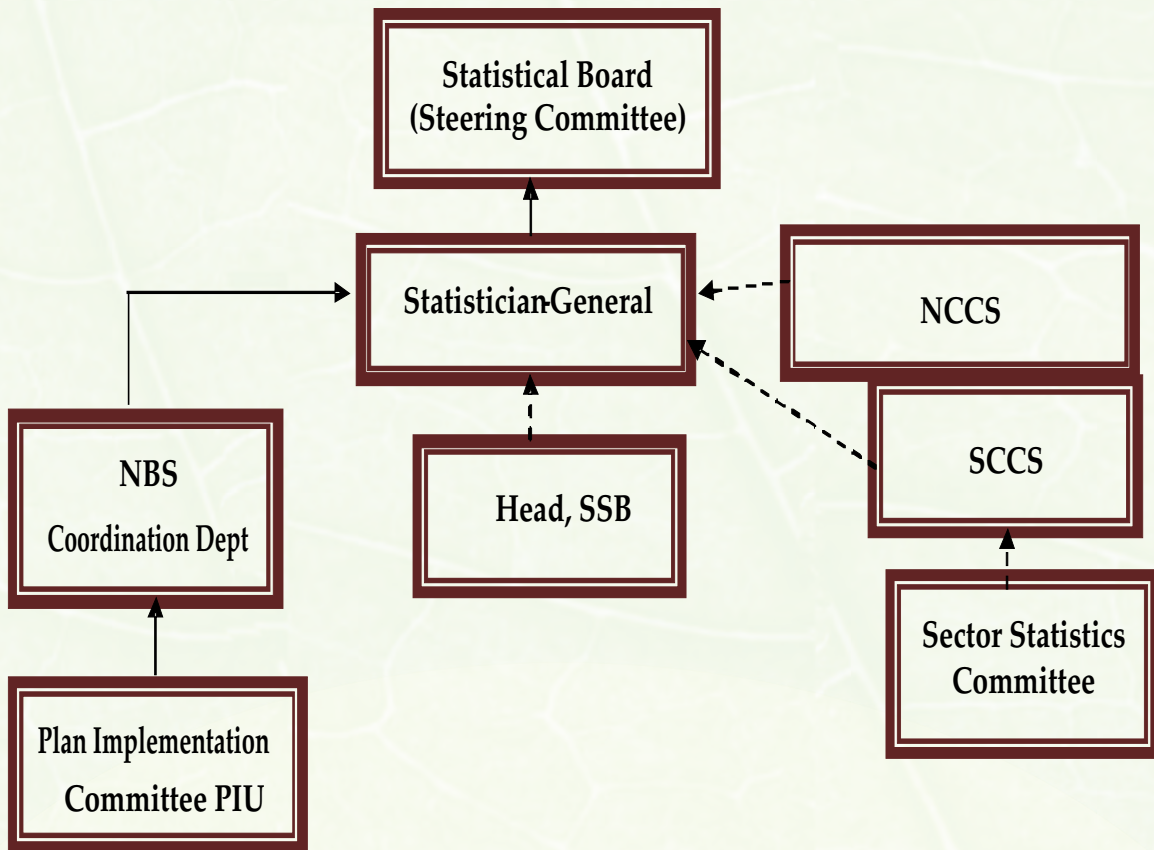 Statistical Board
(Steering Committee)
Statistician-General
NCCS
NBS
Coordination Dept
Head, SSB
SCCS
Sector Statistics
Committee
Plan Implementation
Committee PIU